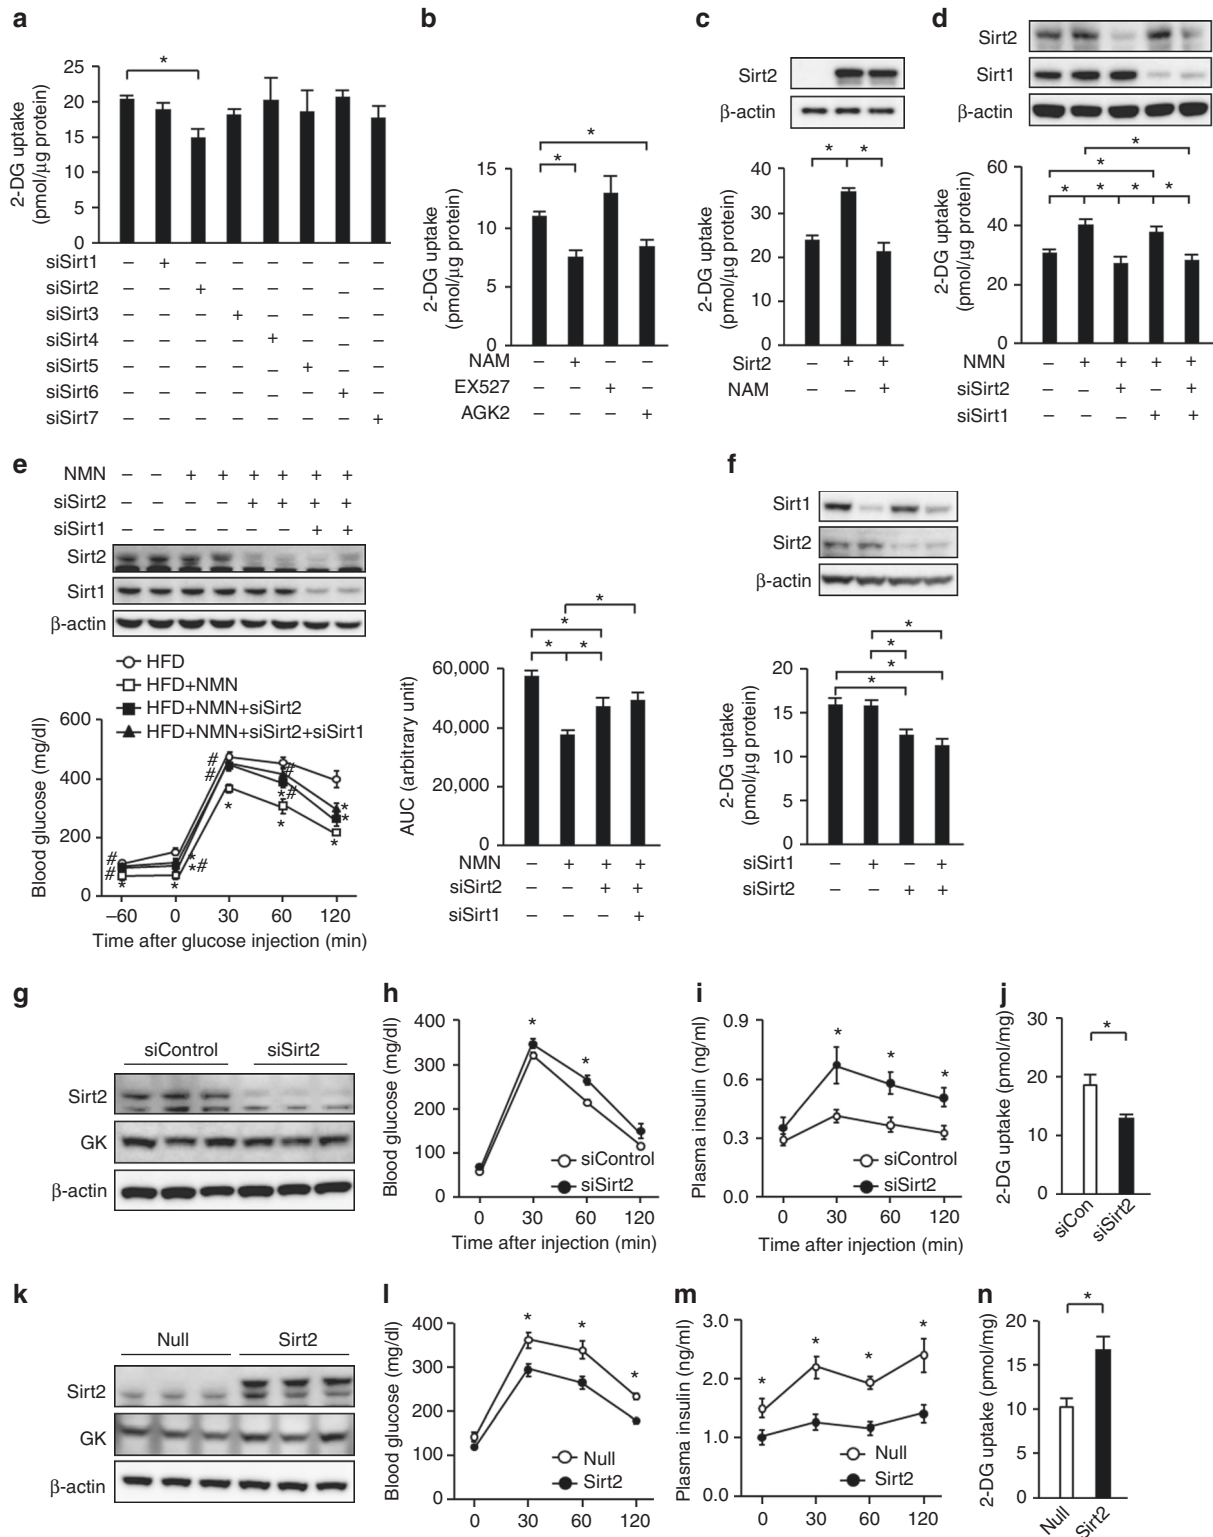 a
2-DG uptake
(pmol/μg protein)
25
20
15
10
5
0
*
siSirt1 – + – – – – – –
siSirt2 – – + – – – – –
siSirt3 – – – + – – – –
siSirt4 – – – – + – – –
siSirt5 – – – – – + – –
siSirt6 – – – – – – + –
siSirt7 – – – – – – – +
b
2-DG uptake
(pmol/μg protein)
15
10
5
0
*
*
NAM – + – –
EX527 – – + –
AGK2 – – – +
c
Sirt2
β-actin
2-DG uptake
(pmol/μg protein)
40
30
20
10
0
* *
Sirt2 – + +
NAM – – +
d
Sirt2
Sirt1
β-actin
2-DG uptake
(pmol/μg protein)
60
40
20
0
*
*
* * * *
NMN – + + + +
siSirt2 – – + – +
siSirt1 – – – + +
e
NMN – – + + + + + +
siSirt2 – – – – + + + +
siSirt1 – – – – – – + +
Sirt2
Sirt1
β-actin
HFD
HFD+NMN
HFD+NMN+siSirt2
HFD+NMN+siSirt2+siSirt1
Blood glucose (mg/dl)
600
400
200
0
# # * * * *# # # * # *# * * * *
–60 0 30 60 120
Time after glucose injection (min)
AUC (arbitrary unit)
60,000
40,000
20,000
0
*
*
* *
NMN – + + +
siSirt2 – – + +
siSirt1 – – – +
f
Sirt1
Sirt2
β-actin
2-DG uptake
(pmol/μg protein)
20
15
10
5
0
*
*
*
*
siSirt1 – + – +
siSirt2 – – + +
g
siControl siSirt2
Sirt2
GK
β-actin
h
Blood glucose (mg/dl)
400
300
200
100
0
* *
siControl
siSirt2
0 30 60 120
Time after injection (min)
i
Plasma insulin (ng/ml)
0.9
0.6
0.3
0.0
* * *
siControl
siSirt2
0 30 60 120
Time after injection (min)
j
2-DG uptake (pmol/mg)
30
20
10
0
*
siCon
siSirt2
k
Null Sirt2
Sirt2
GK
β-actin
l
Blood glucose (mg/dl)
400
300
200
100
0
* * *
Null
Sirt2
0 30 60 120
m
Plasma insulin (ng/ml)
3.0
2.0
1.0
0.0
* * * *
Null
Sirt2
0 30 60 120
n
2-DG uptake (pmol/mg)
20
15
10
5
0
*
Null
Sirt2